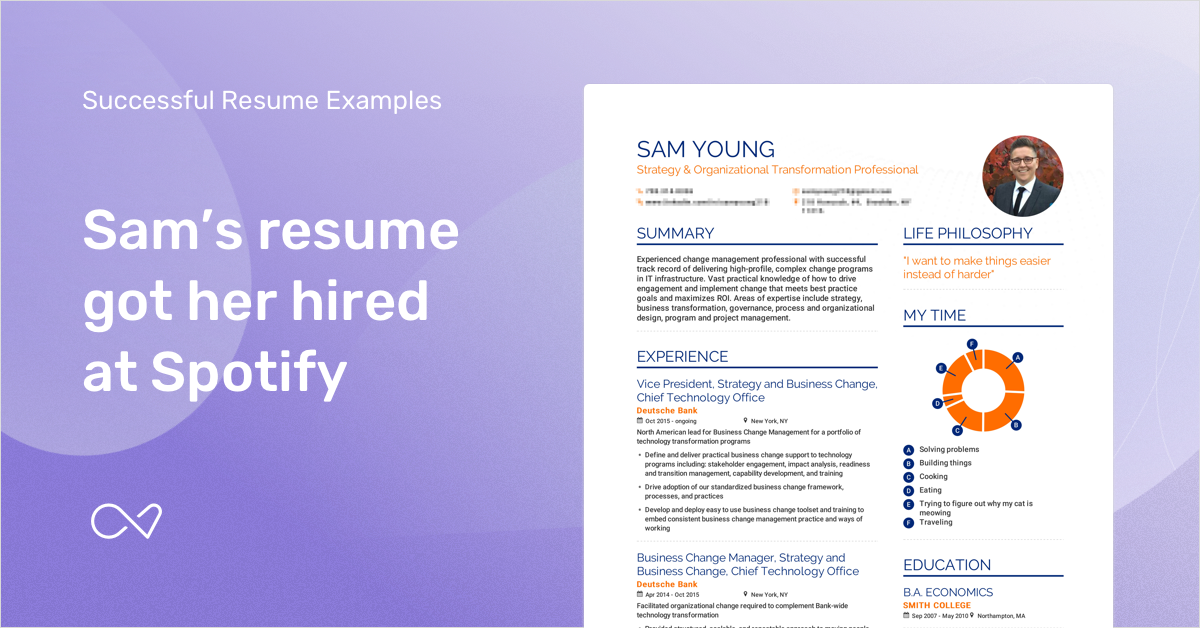 Successful Resume Examples
Sam’s resume
got her hired
at Spotify
SAM YOUNG
Strategy & Organizational Transformation Professional
SUMMARY
Experienced change management professional with successful
track record of delivering high-profile, complex change programs
in IT infrastructure. Vast practical knowledge of how to drive
engagement and implement change that meets best practice
goals and maximizes ROI. Areas of expertise include strategy,
business transformation, governance, process and organizational
design, program and project management.
EXPERIENCE
Vice President, Strategy and Business Change,
Chief Technology Office
Deutsche Bank
Oct 2015 - ongoing New York, NY
North American lead for Business Change Management for a portfolio of
technology transformation programs
• Define and deliver practical business change support to technology
programs including: stakeholder engagement, impact analysis, readiness
and transition management, capability development, and training
• Drive adoption of our standardized business change framework,
processes, and practices
• Develop and deploy easy to use business change toolset and training to
embed consistent business change management practice and ways of
working
Business Change Manager, Strategy and
Business Change, Chief Technology Office
Deutsche Bank
Apr 2014 - Oct 2015 New York, NY
Facilitated organizational change required to complement Bank-wide
technology transformation
LIFE PHILOSOPHY
"I want to make things easier
instead of harder"
MY TIME
F
A
E
D
C
B
A Solving problems
B Building things
C Cooking
D Eating
E Trying to figure out why my cat is
meowing
F Traveling
EDUCATION
B.A. ECONOMICS
SMITH COLLEGE
Sep 2007 - May 2010 Northampton, MA